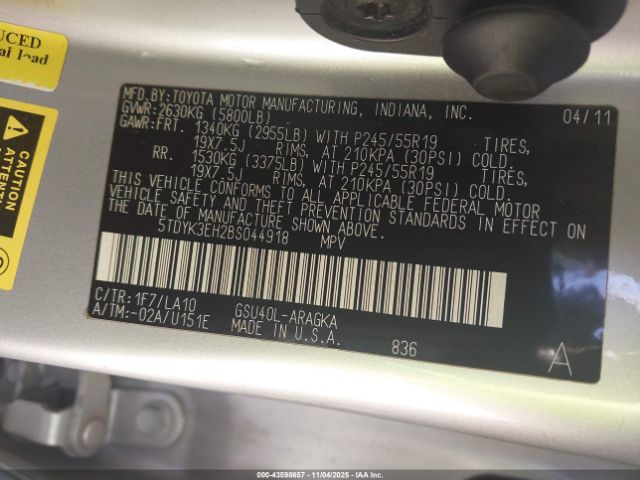 UCED
ai load
CAUTION
ATTENTI
MFD.BY:TOYOTA MOTOR MANUFACTURING, INDIANA, INC. 04/11
GVWR: 2630KG (5800LB)
GAWR:FRT. 1340KG (2955LB) WITH P245/55R19 TIRES,
19X7.5J RIMS, AT 210KPA (30PSI) COLD.
RR. 1530KG (3375LB) WITH P245/55R19 TIRES,
19X7.5J RIMS, AT 210KPA (30PSI) COLD.
THIS VEHICLE CONFORMS TO ALL APPLICABLE FEDERAL MOTOR
VEHICLE SAFETY AND THEFT PREVENTION STANDARDS IN EFFECT ON
THE DATE OF MANUFACTURE SHOWN ABOVE.
5TDYK3EH2BS044918 MPV
C/TR: 1F7/LA10 GSU40L-ARAGKA
A/TM:-02A/U151E MADE IN U.S.A. 836 A
000-43598657 - 11/04/2025 - IAA Inc.